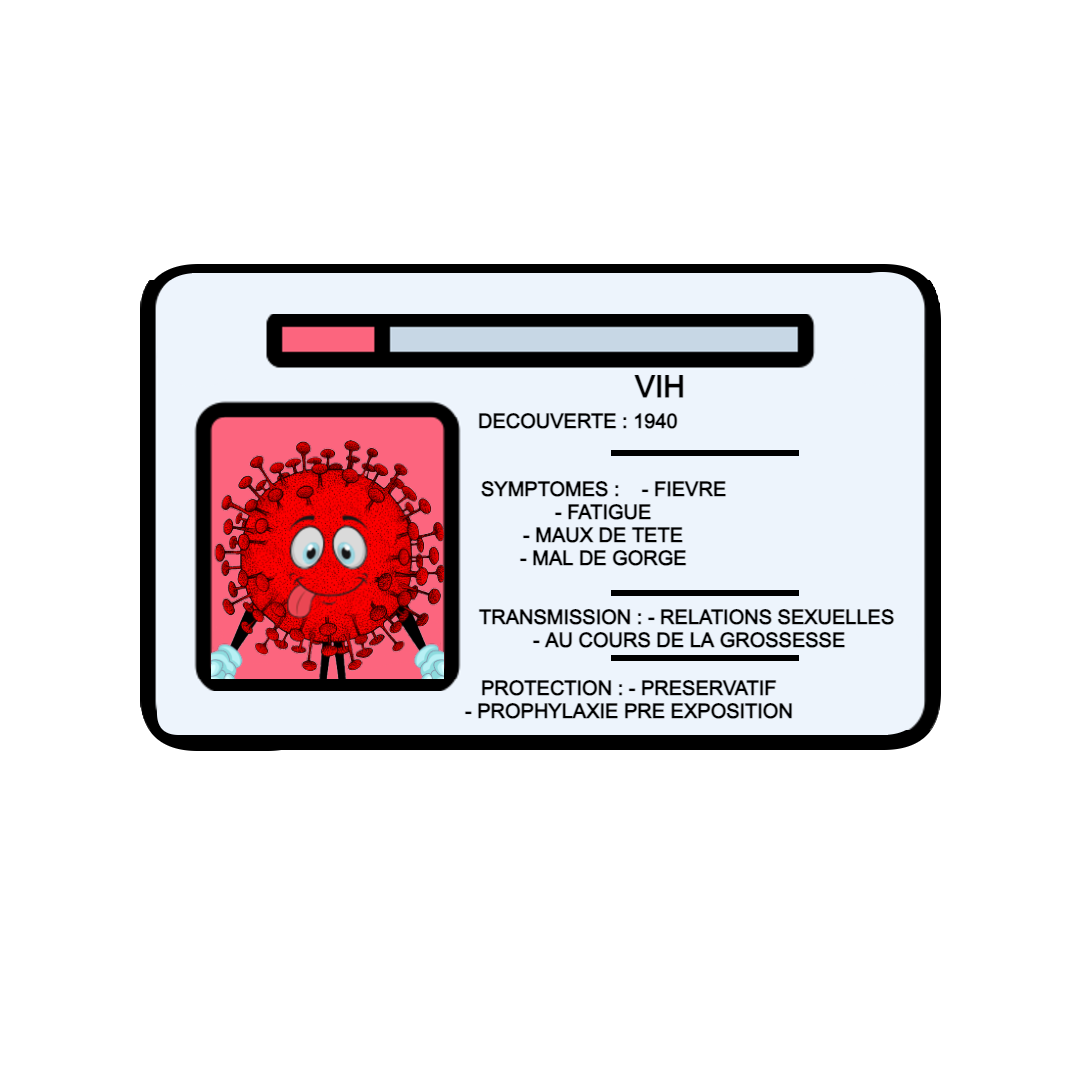 VIH
DECOUVERTE : 1940
SYMPTOMES : - FIEVRE
- FATIGUE
- MAUX DE TETE
- MAL DE GORGE
TRANSMISSION : - RELATIONS SEXUELLES
- AU COURS DE LA GROSSESSE
PROTECTION : - PRESERVATIF
- PROPHYLAXIE PRE EXPOSITION